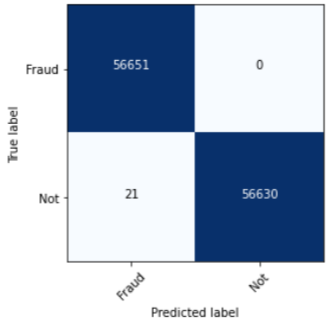 Fraud
56651 0
Not
21 56630
True label
Fraud Not
Predicted label